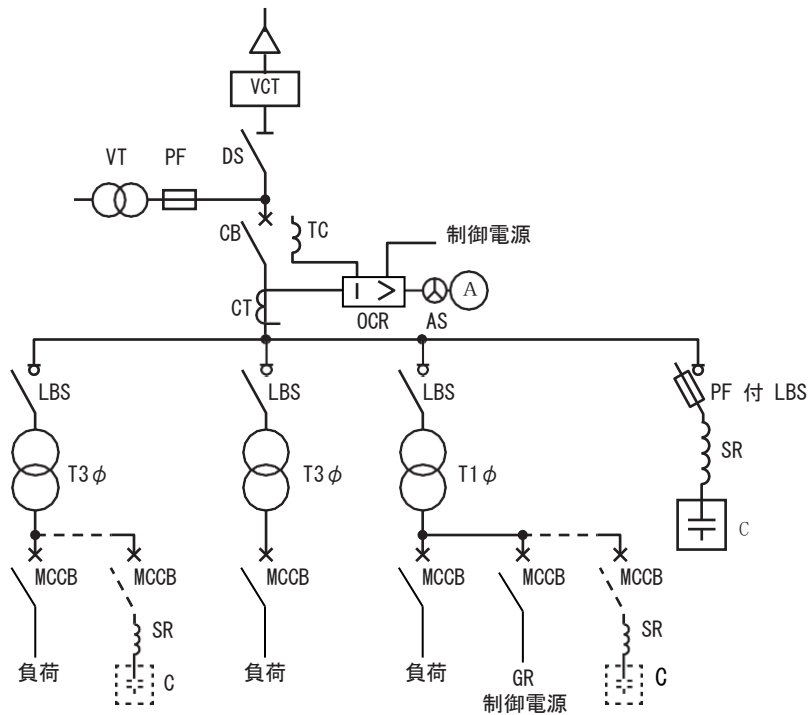 VCT
DS
VT
PF
CB
TC
制御電源
CT
I >
OCR
AS
A
LBS
LBS
LBS
PF 付 LBS
T3φ
T3φ
T1φ
SR
C
MCCB
MCCB
MCCB
MCCB
MCCB
MCCB
SR
SR
負荷
C
負荷
負荷
GR
制御電源
C